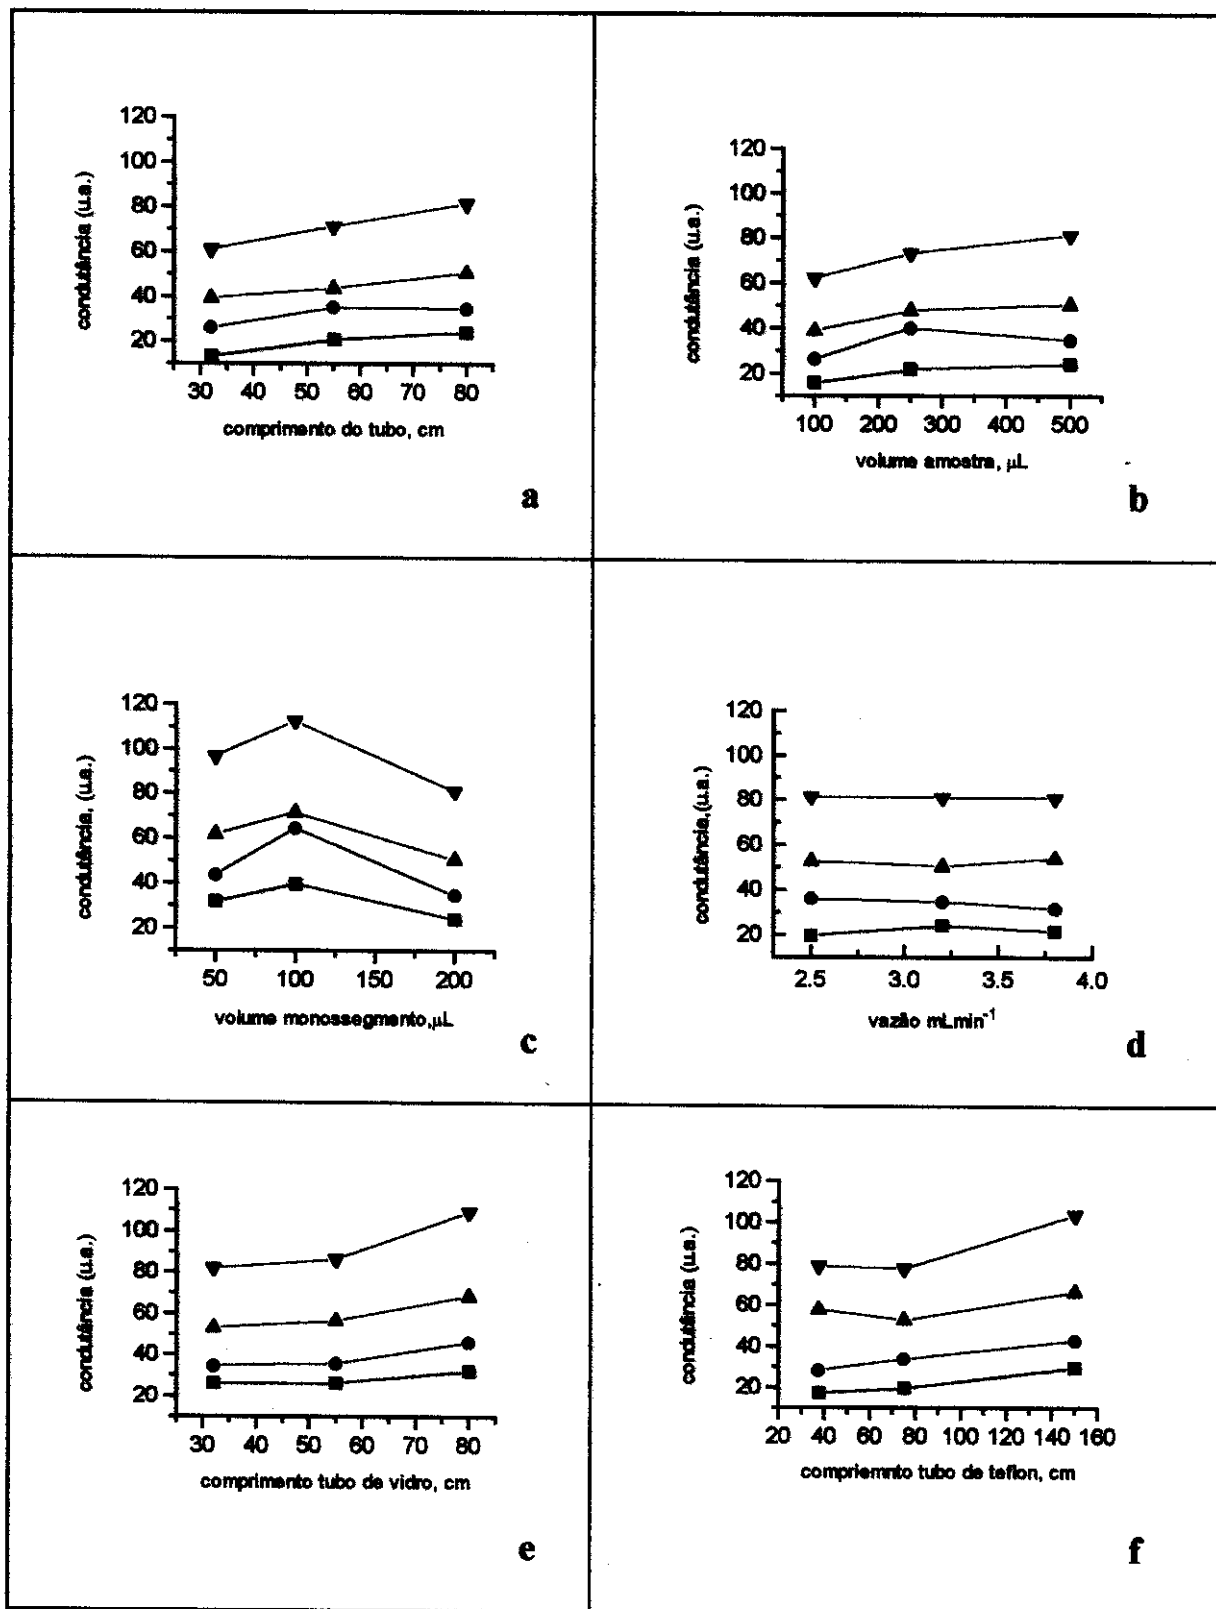 120
100
80
60
40
20
condutância (u.a.)
30 40 50 60 70 80
comprimento do tubo, cm
a
120
100
80
60
40
20
condutância (u.a.)
100 200 300 400 500
volume amostra, μL
b
120
100
80
60
40
20
condutância, (u.a.)
50 100 150 200
volume monossegmento,μL
c
120
100
80
60
40
20
condutância,(u.a.)
2.5 3.0 3.5 4.0
vazão mLmin⁻¹
d
120
100
80
60
40
20
condutância (u.a.)
30 40 50 60 70 80
comprimento tubo de vidro, cm
e
120
100
80
60
40
20
condutância (u.a.)
20 40 60 80 100 120 140 160
compriemnto tubo de teflon, cm
f